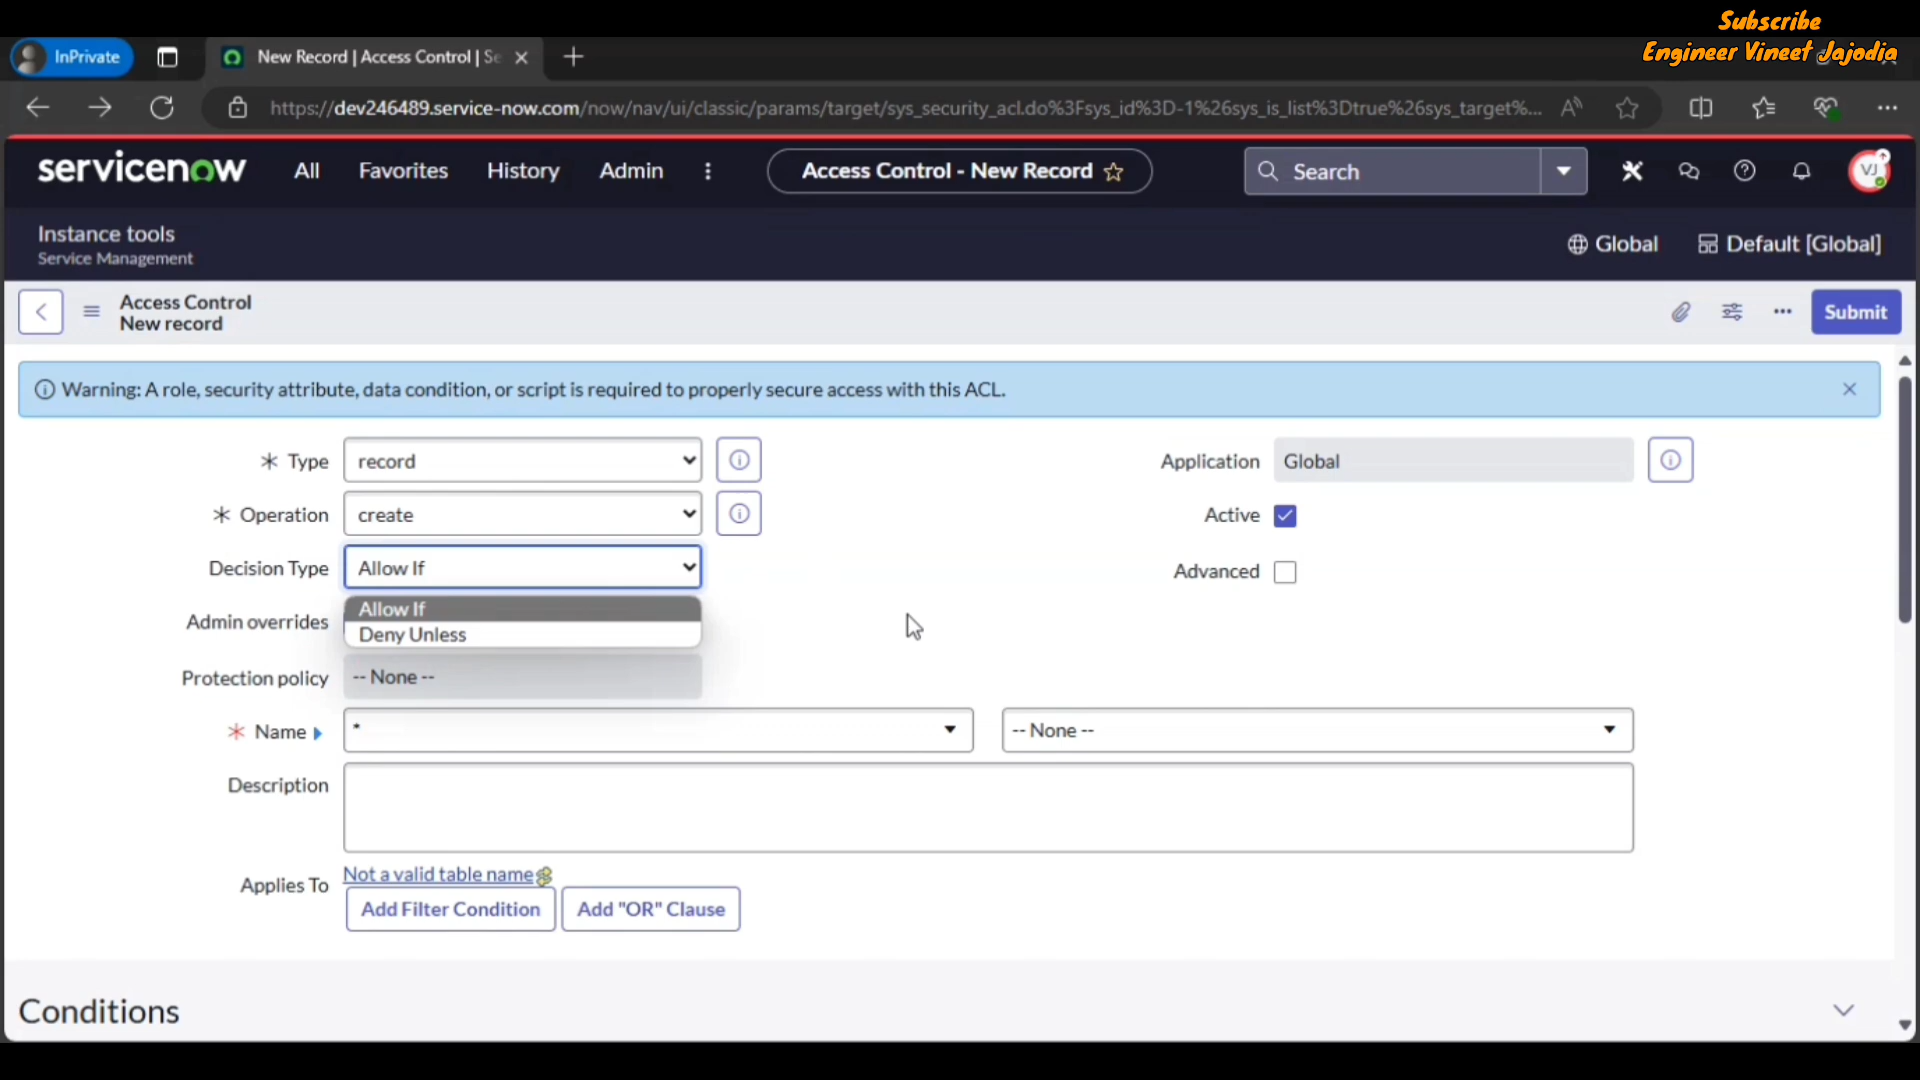 Subscribe
Engineer Vineet Jajodia
InPrivate
New Record | Access Control | Se
https://dev246489.service-now.com/now/nav/ui/classic/params/target/sys_security_acl.do%3Fsys_id%3D-1%26sys_is_list%3Dtrue%26sys_target%...
servicenow
All
Favorites
History
Admin
Access Control - New Record
Search
VJ
Instance tools
Service Management
Global
Default [Global]
Access Control
New record
Submit
Warning: A role, security attribute, data condition, or script is required to properly secure access with this ACL.
* Type
record
Application
Global
* Operation
create
Active
Decision Type
Allow If
Advanced
Allow If
Deny Unless
Admin overrides
Protection policy
-- None --
* Name
*
-- None --
Description
Applies To
Not a valid table name
Add Filter Condition
Add "OR" Clause
Conditions